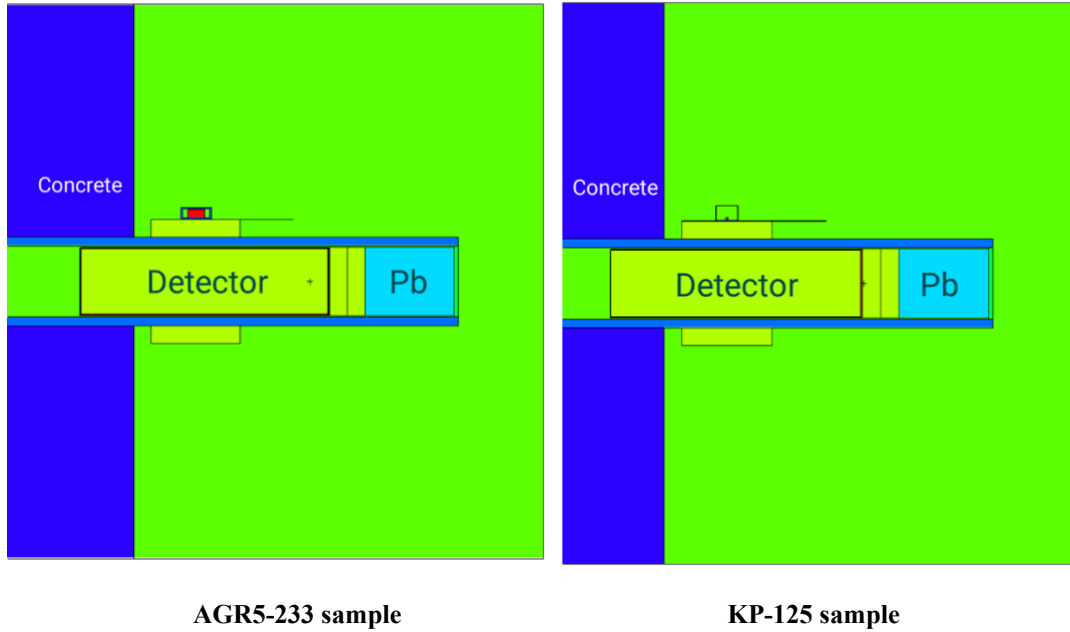 Concrete
Detector
Pb
Concrete
Detector
Pb
AGR5-233 sample
KP-125 sample